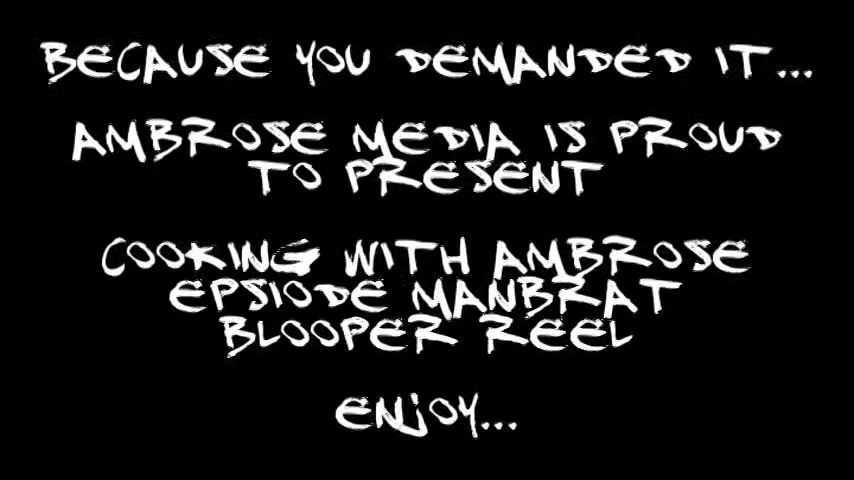 BECAUSE YOU DEMANDED IT...
AMBROSE MEDIA IS PROUD
TO PRESENT
COOKING WITH AMBROSE
EPSIODE MANBRAT
BLOOPER REEL
ENJOY...